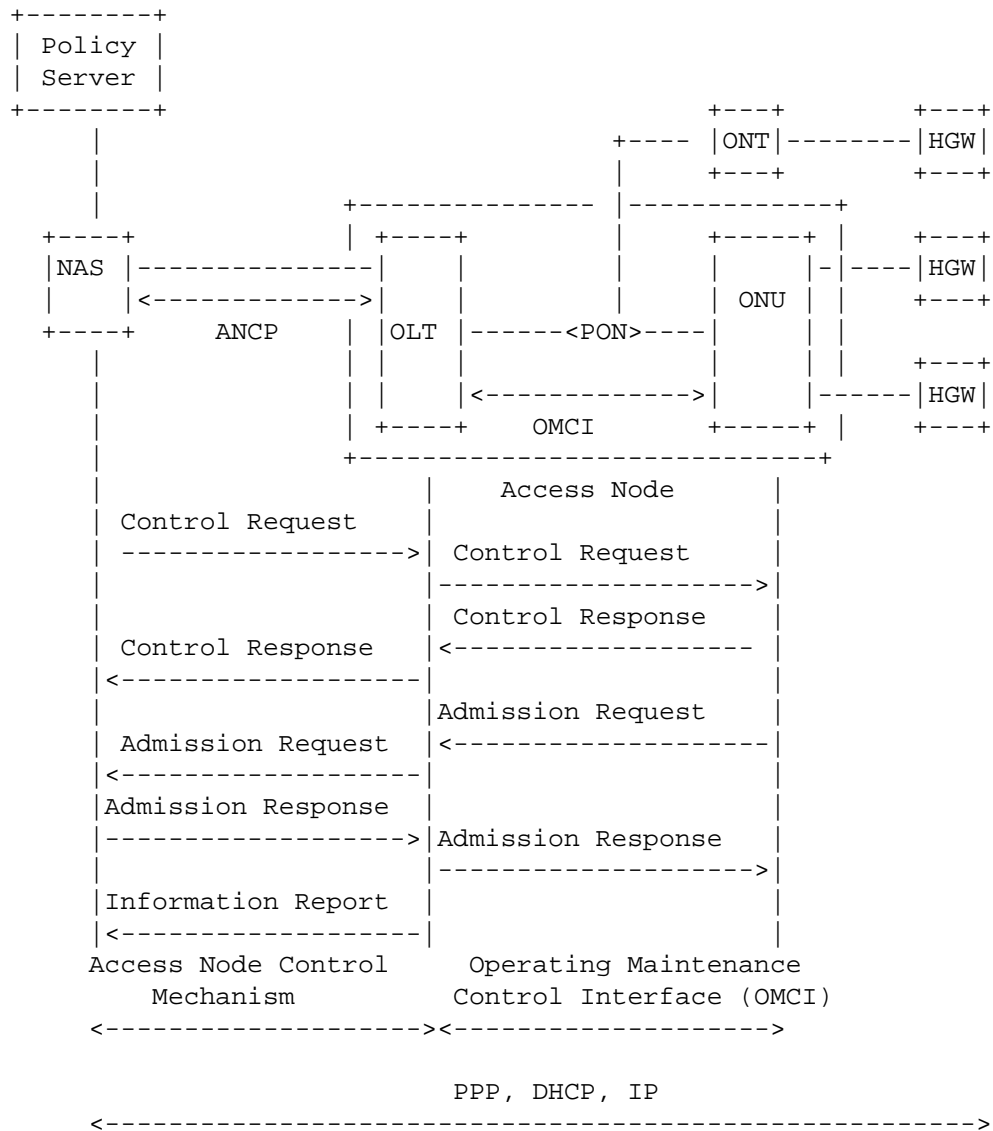 Policy
Server
ONT HGW
NAS HGW
ONU
ANCP OLT <PON>
HGW
OMCI
Access Node
Control Request
Control Request
Control Response
Control Response
Admission Request
Admission Request
Admission Response
Admission Response
Information Report
Access Node Control Operating Maintenance
Mechanism Control Interface (OMCI)
PPP, DHCP, IP